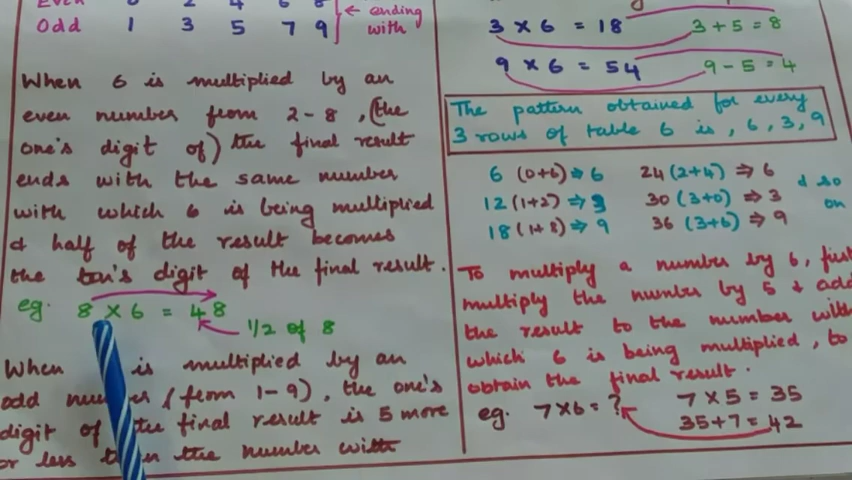 Even 0 2 4 6 8
Odd 1 3 5 7 9
← ending
with
When 6 is multiplied by an
even number from 2-8, (the
one's digit of) the final result
ends with the same number
with which 6 is being multiplied
& half of the result becomes
the ten's digit of the final result.
eg. 8 × 6 = 48
1/2 of 8
When is multiplied by an
odd (from 1-9), the one's
digit of the final result is 5 more
or less the number with
3 × 6 = 18 3+5=8
9 × 6 = 54 9-5=4
The pattern obtained for every
3 rows of table 6 is, 6, 3, 9
6 (0+6) ⇒ 6 24 (2+4) ⇒ 6
12 (1+2) ⇒ 3 30 (3+0) ⇒ 3
18 (1+8) ⇒ 9 36 (3+6) ⇒ 9
& so
on
To multiply a number by 6, first
multiply the number by 5 & add
the result to the number with
which 6 is being multiplied, to
obtain the final result.
eg. 7×6 = ? 7 × 5 = 35
35+7 = 42